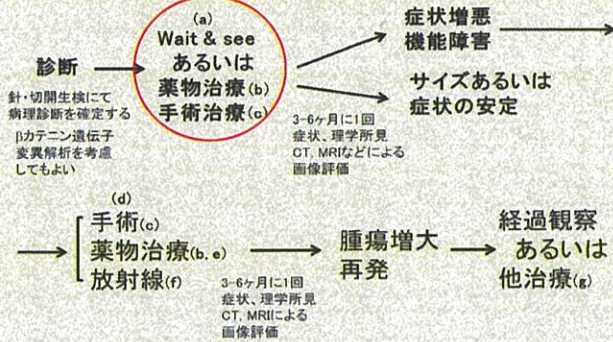 診断
針・切開生検にて
病理診断を確定する
βカテニン遺伝子
変異解析を考慮
してもよい
(a)
Wait & see
あるいは
薬物治療(b)
手術治療(c)
3-6ヶ月に1回
症状、理学所見
CT, MRIなどによる
画像評価
症状増悪
機能障害
サイズあるいは
症状の安定
(d)
手術(c)
薬物治療(b, e)
放射線(f)
3-6ヶ月に1回
症状、理学所見
CT, MRIによる
画像評価
腫瘍増大
再発
経過観察
あるいは
他治療(g)